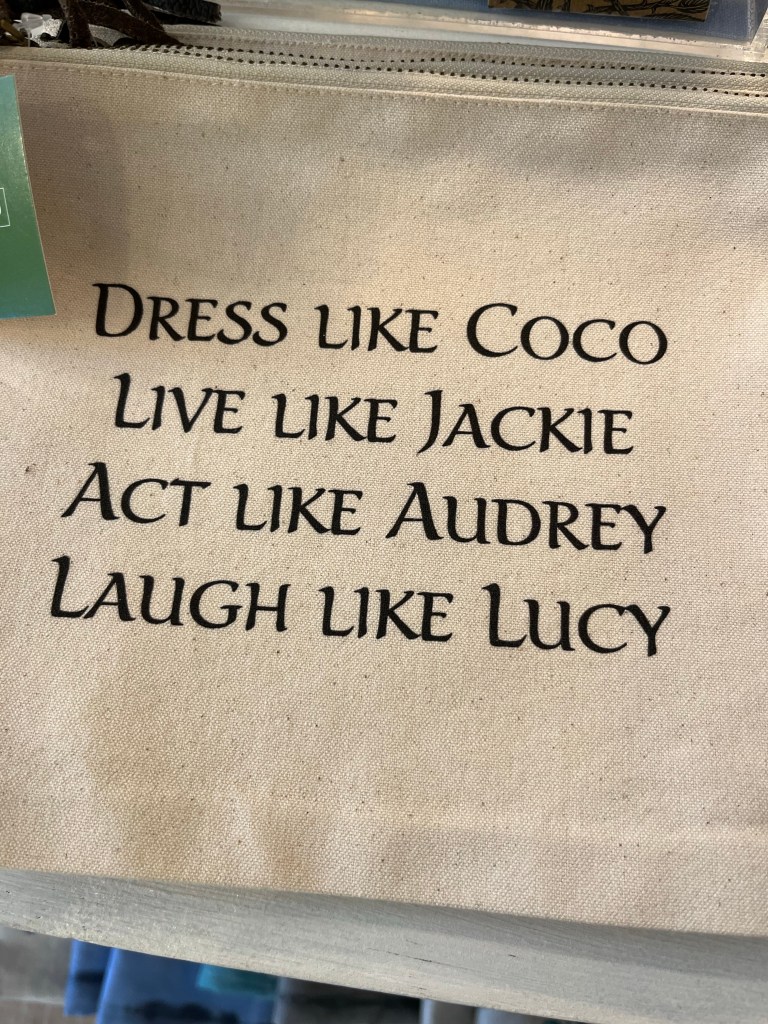 Dress like Coco
Live like Jackie
Act like Audrey
Laugh like Lucy